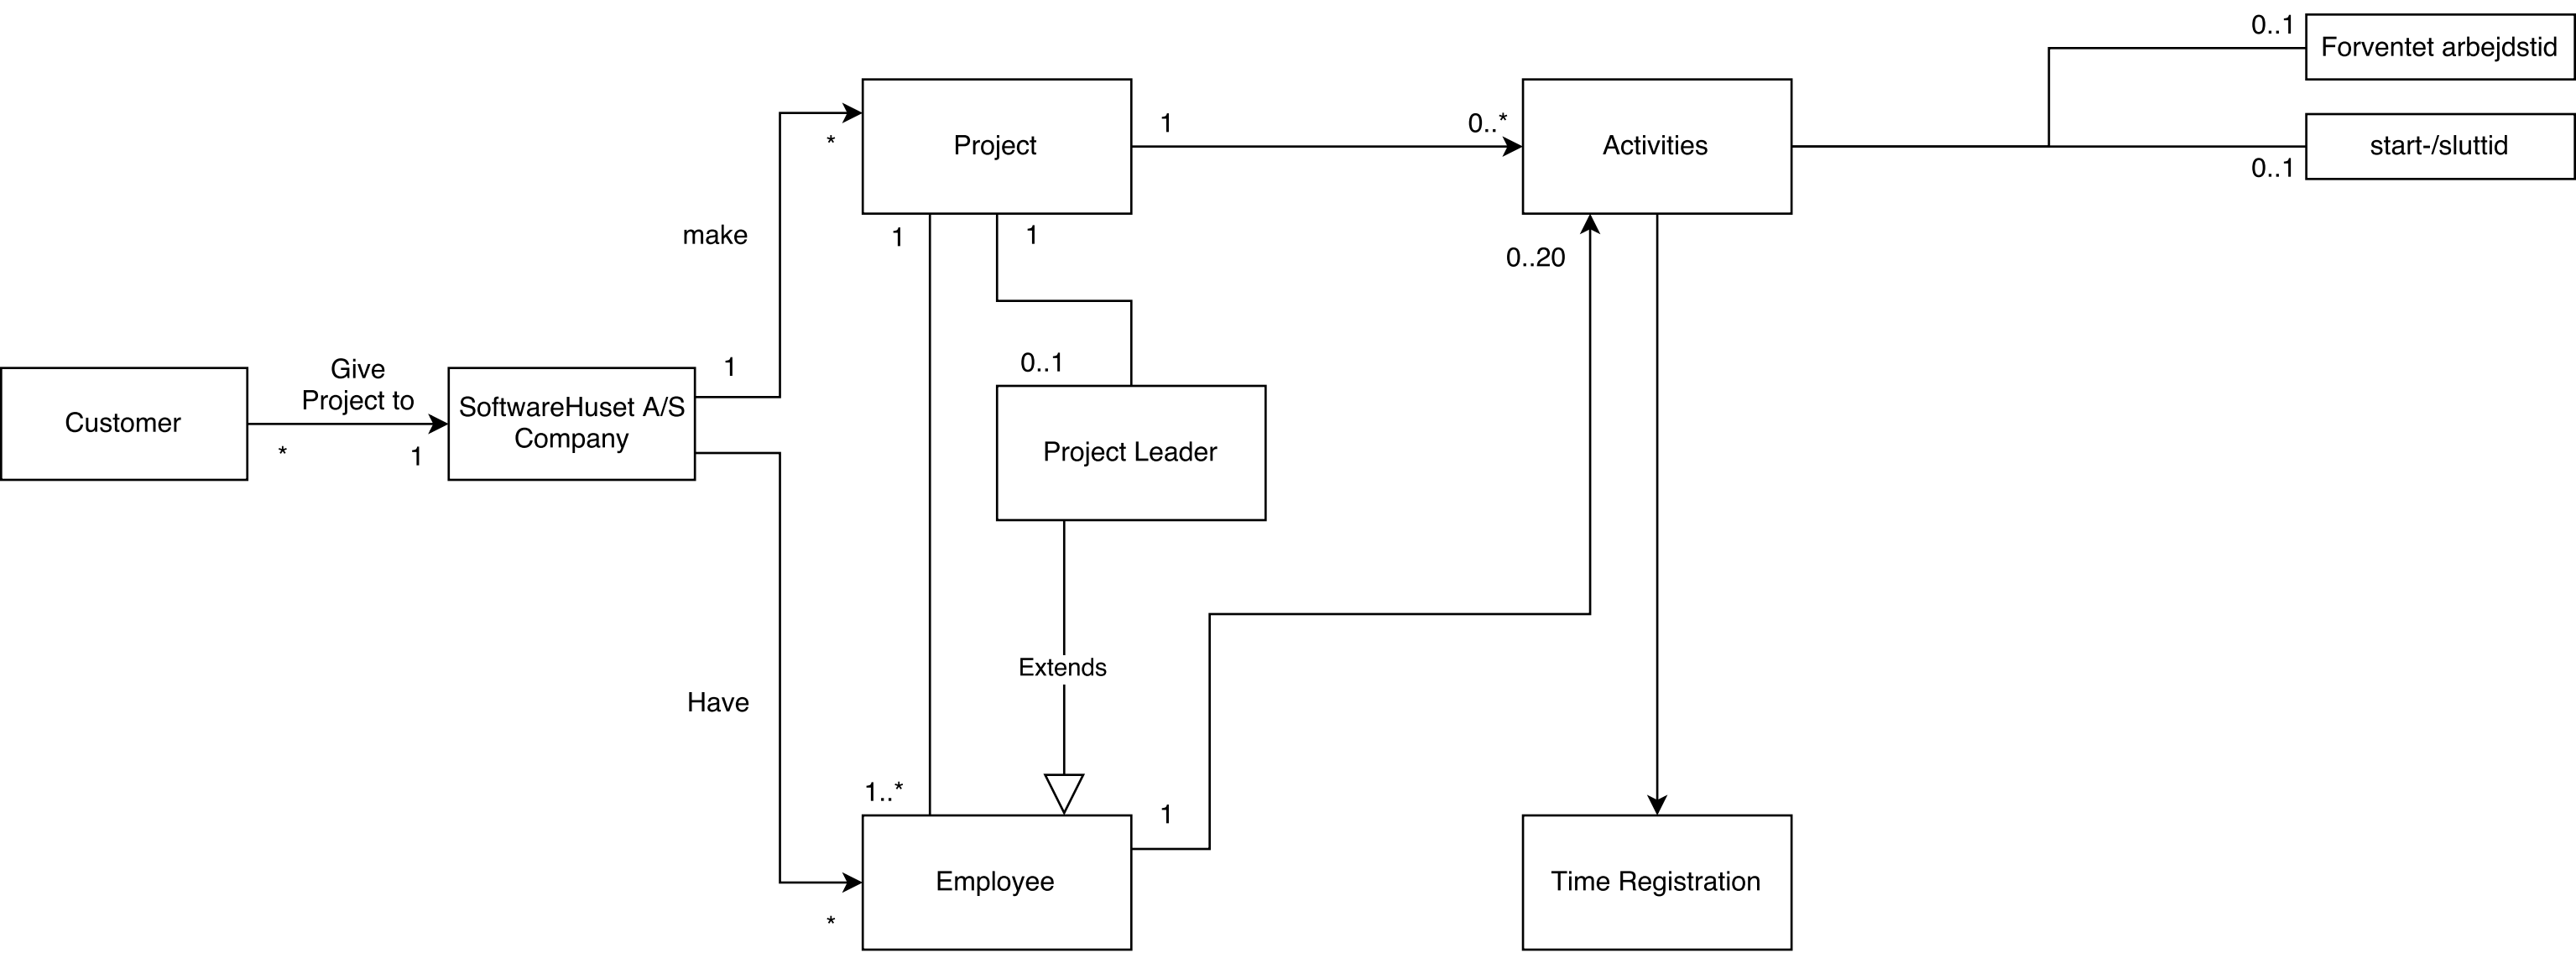 0..1
Forventet arbejdstid
Project
1
0..*
Activities
start-/sluttid
0..1
*
make
1
1
0..20
Give
Project to
1
0..1
Customer
SoftwareHuset A/S
Company
*
1
Project Leader
Extends
Have
1..*
1
Employee
Time Registration
*